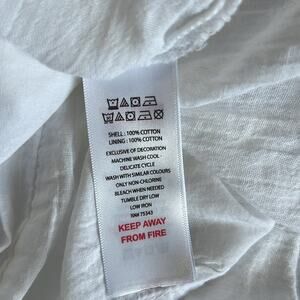 SHELL : 100% COTTON
LINING : 100% COTTON
EXCLUSIVE OF DECORATION
MACHINE WASH COOL -
DELICATE CYCLE
WASH WITH SIMILAR COLOURS
ONLY NON-CHLORINE
BLEACH WHEN NEEDED
TUMBLE DRY LOW
LOW IRON
RN# 75343
KEEP AWAY
FROM FIRE